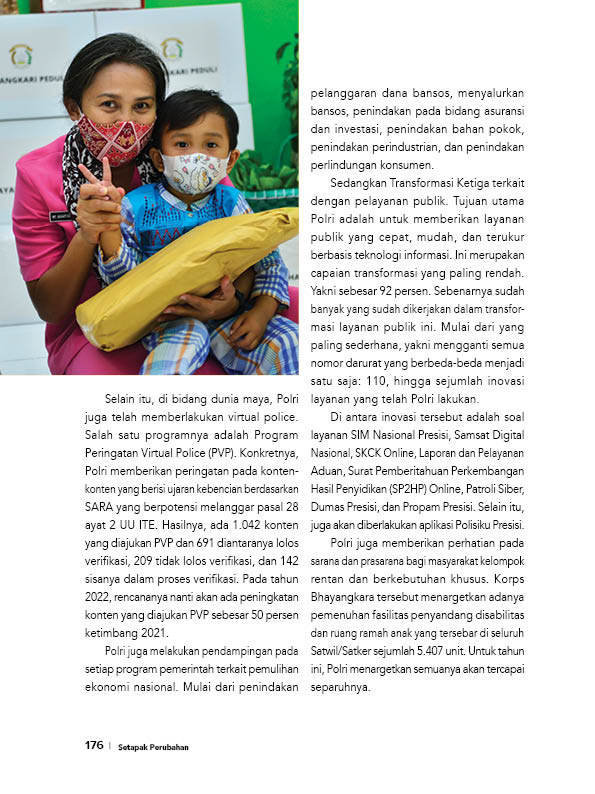 ANGKARI PEDULI
KARI PEDULI
Selain itu, di bidang dunia maya, Polri
juga telah memberlakukan virtual police.
Salah satu programnya adalah Program
Peringatan Virtual Police (PVP). Konkretnya,
Polri memberikan peringatan pada konten-
konten yang berisi ujaran kebencian berdasarkan
SARA yang berpotensi melanggar pasal 28
ayat 2 UU ITE. Hasilnya, ada 1.042 konten
yang diajukan PVP dan 691 diantaranya lolos
verifikasi, 209 tidak lolos verifikasi, dan 142
sisanya dalam proses verifikasi. Pada tahun
2022, rencananya nanti akan ada peningkatan
konten yang diajukan PVP sebesar 50 persen
ketimbang 2021.
Polri juga melakukan pendampingan pada
setiap program pemerintah terkait pemulihan
ekonomi nasional. Mulai dari penindakan
pelanggaran dana bansos, menyalurkan
bansos, penindakan pada bidang asuransi
dan investasi, penindakan bahan pokok,
penindakan perindustrian, dan penindakan
perlindungan konsumen.
Sedangkan Transformasi Ketiga terkait
dengan pelayanan publik. Tujuan utama
Polri adalah untuk memberikan layanan
publik yang cepat, mudah, dan terukur
berbasis teknologi informasi. Ini merupakan
capaian transformasi yang paling rendah.
Yakni sebesar 92 persen. Sebenarnya sudah
banyak yang sudah dikerjakan dalam transfor-
masi layanan publik ini. Mulai dari yang
paling sederhana, yakni mengganti semua
nomor darurat yang berbeda-beda menjadi
satu saja: 110, hingga sejumlah inovasi
layanan yang telah Polri lakukan.
Di antara inovasi tersebut adalah soal
layanan SIM Nasional Presisi, Samsat Digital
Nasional, SKCK Online, Laporan dan Pelayanan
Aduan, Surat Pemberitahuan Perkembangan
Hasil Penyidikan (SP2HP) Online, Patroli Siber,
Dumas Presisi, dan Propam Presisi. Selain itu,
juga akan diberlakukan aplikasi Polisiku Presisi.
Polri juga memberikan perhatian pada
sarana dan prasarana bagi masyarakat kelompok
rentan dan berkebutuhan khusus. Korps
Bhayangkara tersebut menargetkan adanya
pemenuhan fasilitas penyandang disabilitas
dan ruang ramah anak yang tersebar di seluruh
Satwil/Satker sejumlah 5.407 unit. Untuk tahun
ini, Polri menargetkan semuanya akan tercapai
separuhnya.
176 | Setapak Perubahan